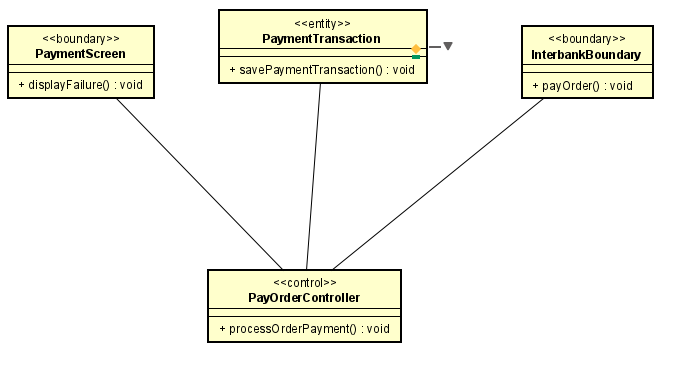 <<boundary>>
PaymentScreen
+ displayFailure() : void
<<entity>>
PaymentTransaction
+ savePaymentTransaction() : void
<<boundary>>
InterbankBoundary
+ payOrder() : void
<<control>>
PayOrderController
+ processOrderPayment() : void